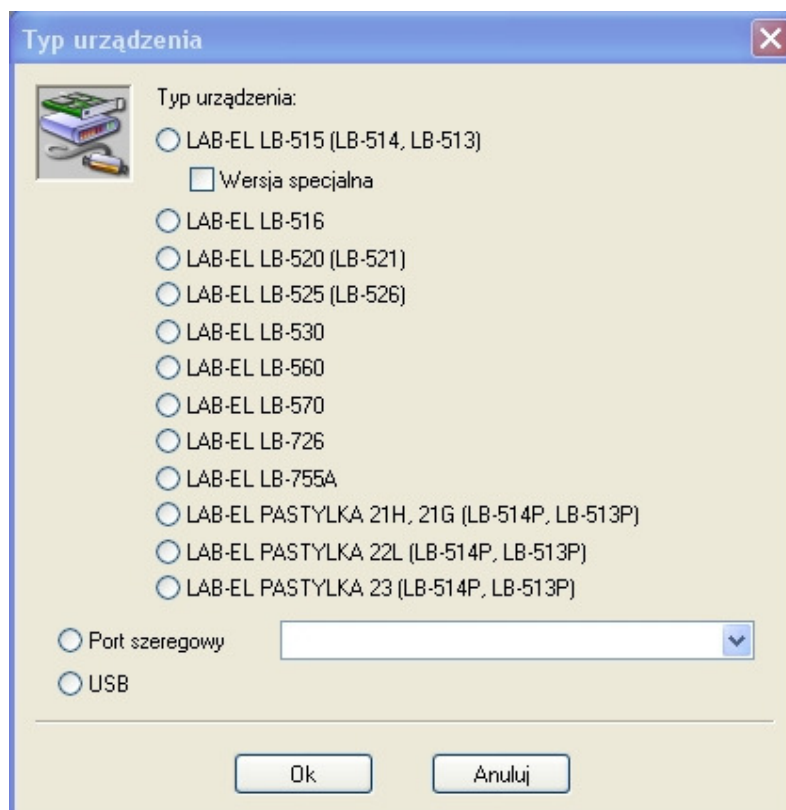 Typ urządzenia
Typ urządzenia:
LAB-EL LB-515 (LB-514, LB-513)
Wersja specjalna
LAB-EL LB-516
LAB-EL LB-520 (LB-521)
LAB-EL LB-525 (LB-526)
LAB-EL LB-530
LAB-EL LB-560
LAB-EL LB-570
LAB-EL LB-726
LAB-EL LB-755A
LAB-EL PASTYLKA 21H, 21G (LB-514P, LB-513P)
LAB-EL PASTYLKA 22L (LB-514P, LB-513P)
LAB-EL PASTYLKA 23 (LB-514P, LB-513P)
Port szeregowy
USB
Ok Anuluj